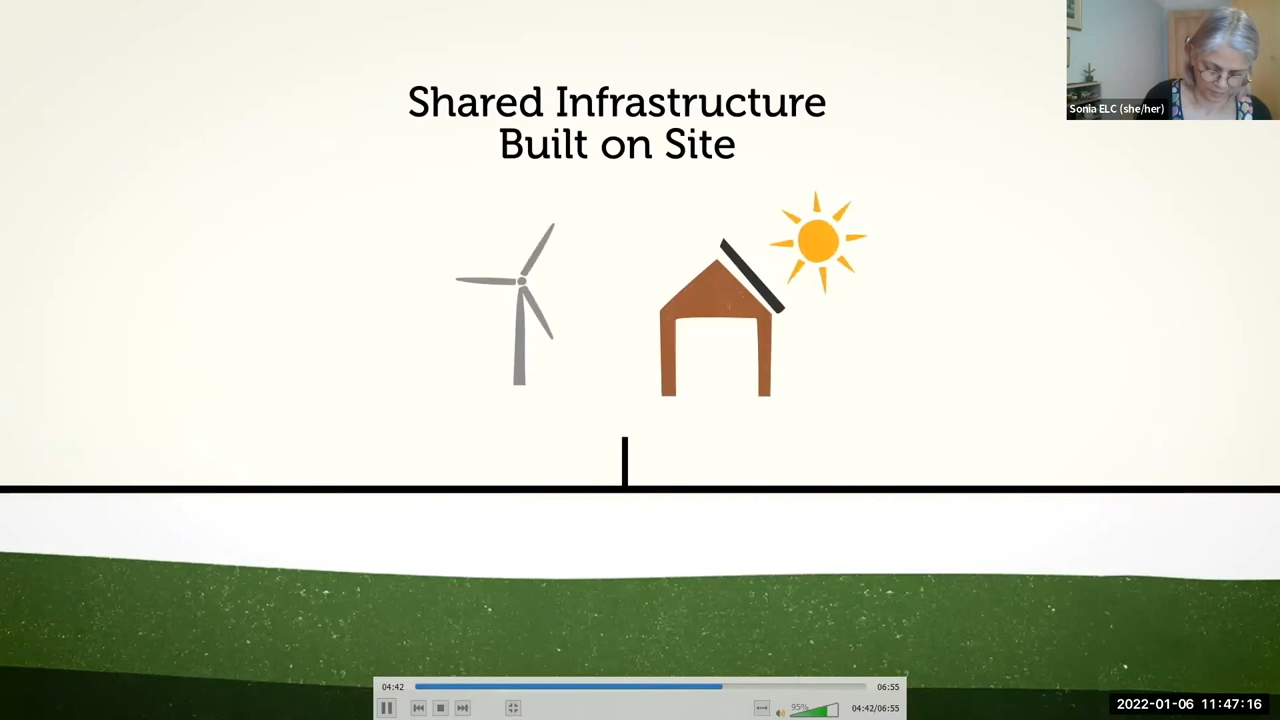 Shared Infrastructure
Built on Site
Sonia ELC (she/her)
04:42
06:55
95%
04:42/06:55
2022-01-06 11:47:16